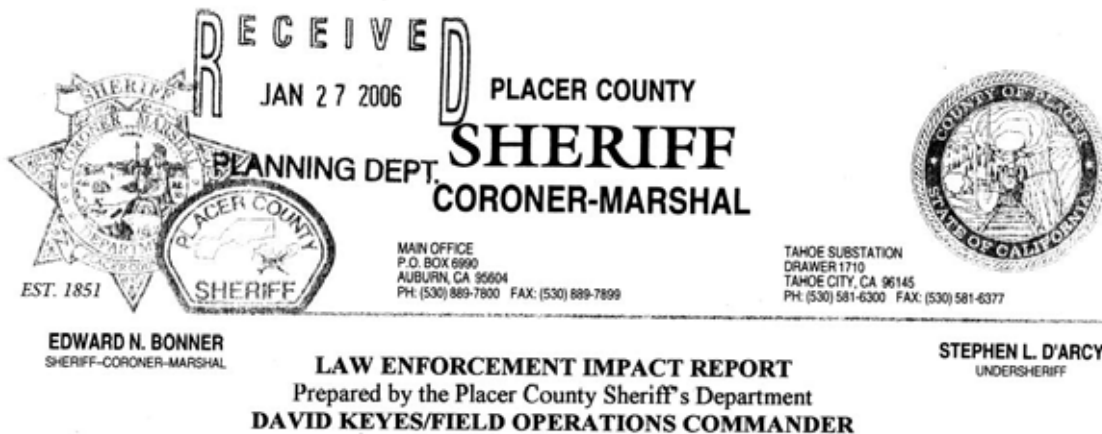 RECEIVED
JAN 27 2006
PLANNING DEPT.
PLACER COUNTY
SHERIFF
CORONER-MARSHAL
SHERIFF
CORONER MARSHAL
PLACER COUNTY
SHERIFF
EST. 1851
COUNTY OF PLACER
STATE OF CALIFORNIA
MAIN OFFICE
P.O. BOX 6990
AUBURN, CA 95604
PH: (530) 889-7800 FAX: (530) 889-7899
TAHOE SUBSTATION
DRAWER 1710
TAHOE CITY, CA 96145
PH: (530) 581-6300 FAX: (530) 581-6377
EDWARD N. BONNER
SHERIFF-CORONER-MARSHAL
STEPHEN L. D'ARCY
UNDERSHERIFF
LAW ENFORCEMENT IMPACT REPORT
Prepared by the Placer County Sheriff's Department
DAVID KEYES/FIELD OPERATIONS COMMANDER